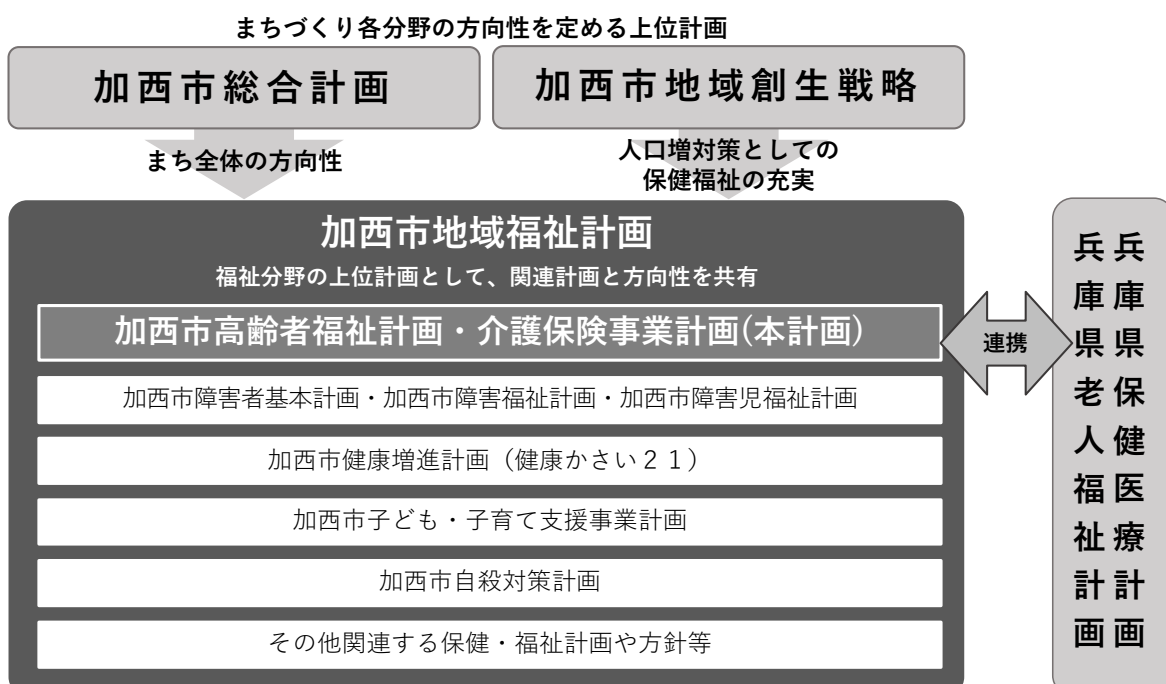 まちづくり各分野の方向性を定める上位計画
加西市総合計画
加西市地域創生戦略
まち全体の方向性
人口増対策としての
保健福祉の充実
加西市地域福祉計画
福祉分野の上位計画として、関連計画と方向性を共有
加西市高齢者福祉計画・介護保険事業計画(本計画)
加西市障害者基本計画・加西市障害福祉計画・加西市障害児福祉計画
加西市健康増進計画（健康かさい２１）
加西市子ども・子育て支援事業計画
加西市自殺対策計画
その他関連する保健・福祉計画や方針等
連携
兵庫県保健医療計画
兵庫県老人福祉計画